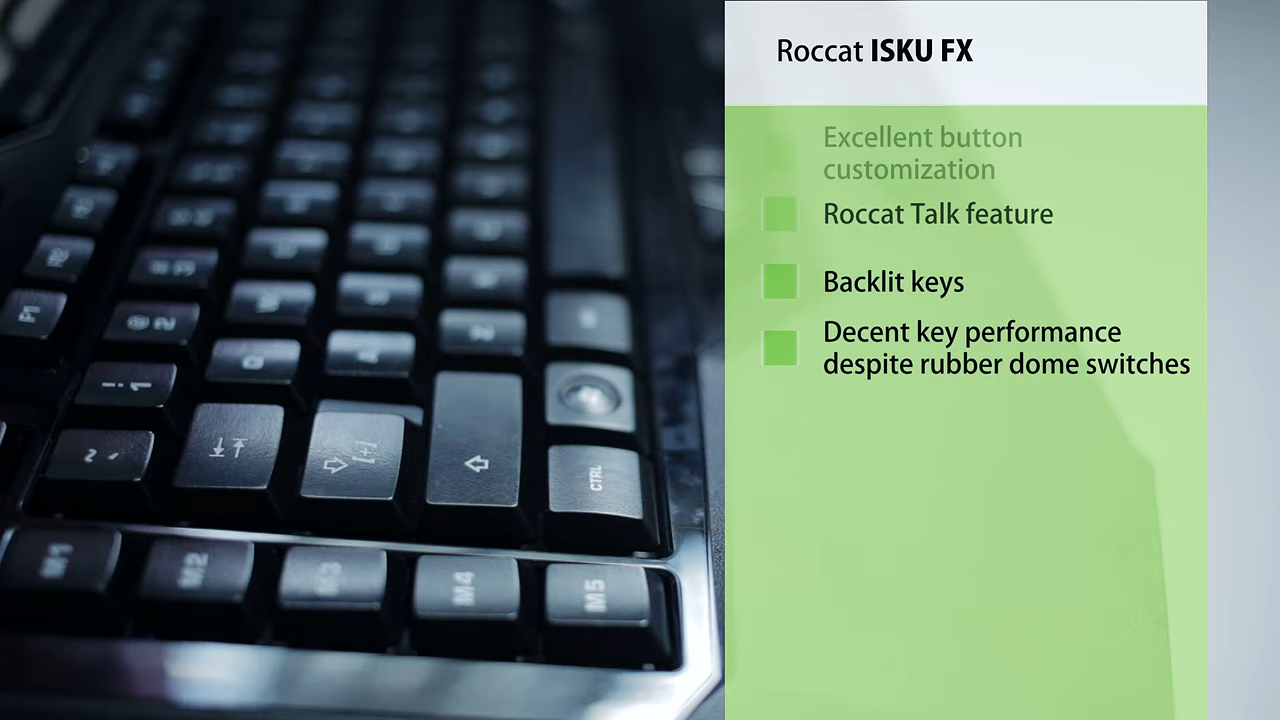 Roccat ISKU FX
Excellent button
customization
Roccat Talk feature
Backlit keys
Decent key performance
despite rubber dome switches
F1
CTRL
M1
M2
M3
M4
M5